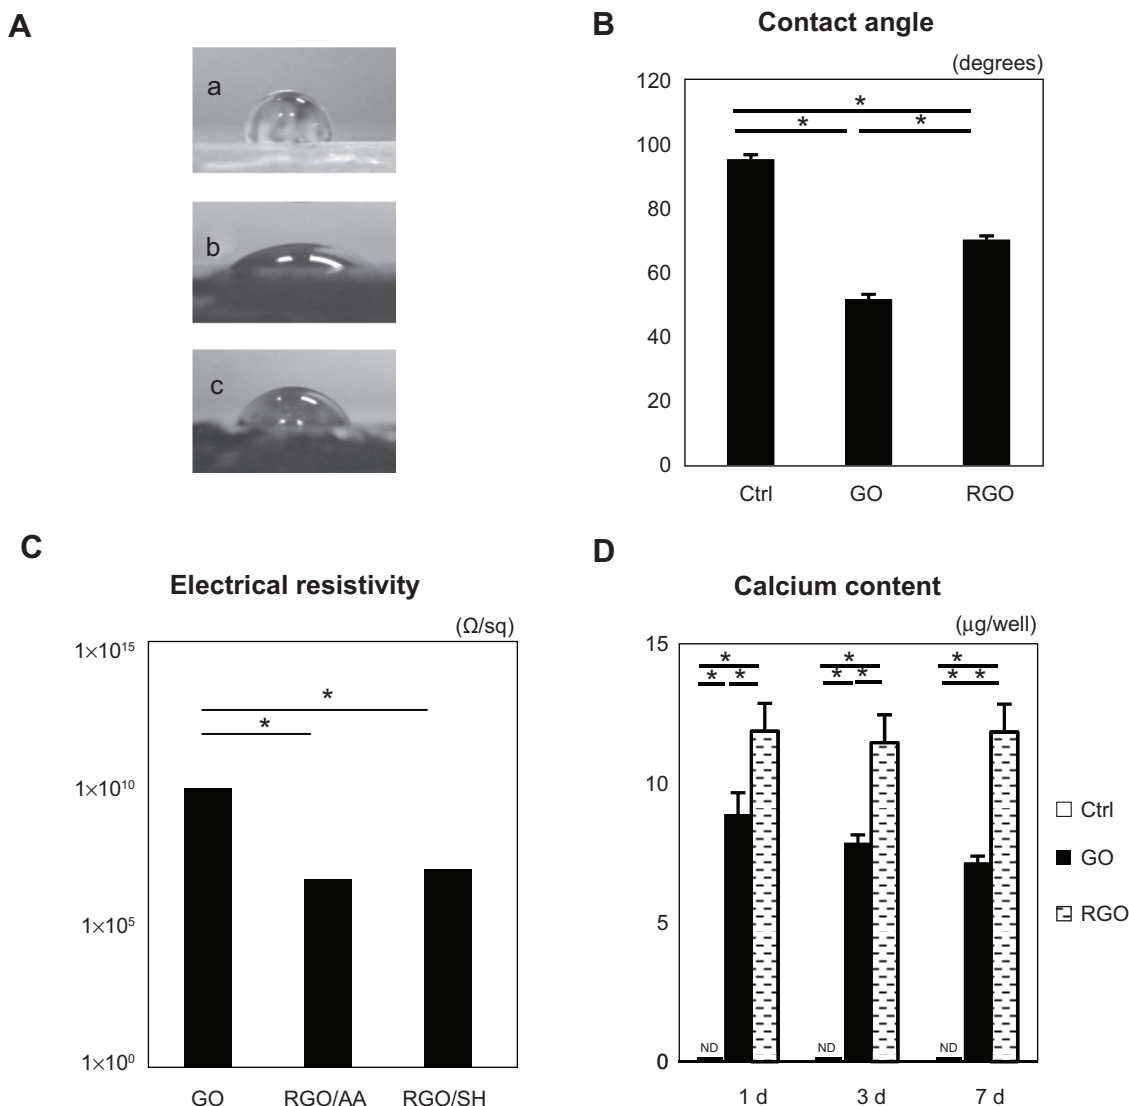 A
a
b
c
B
Contact angle
(degrees)
120
100
80
60
40
20
0
*
*
*
Ctrl
GO
RGO
C
Electrical resistivity
(Ω/sq)
1×10¹⁵
1×10¹⁰
1×10⁵
1×10⁰
*
*
GO
RGO/AA
RGO/SH
D
Calcium content
(μg/well)
15
10
5
0
*
* *
*
* *
*
* *
ND
ND
ND
1 d
3 d
7 d
Ctrl
GO
RGO